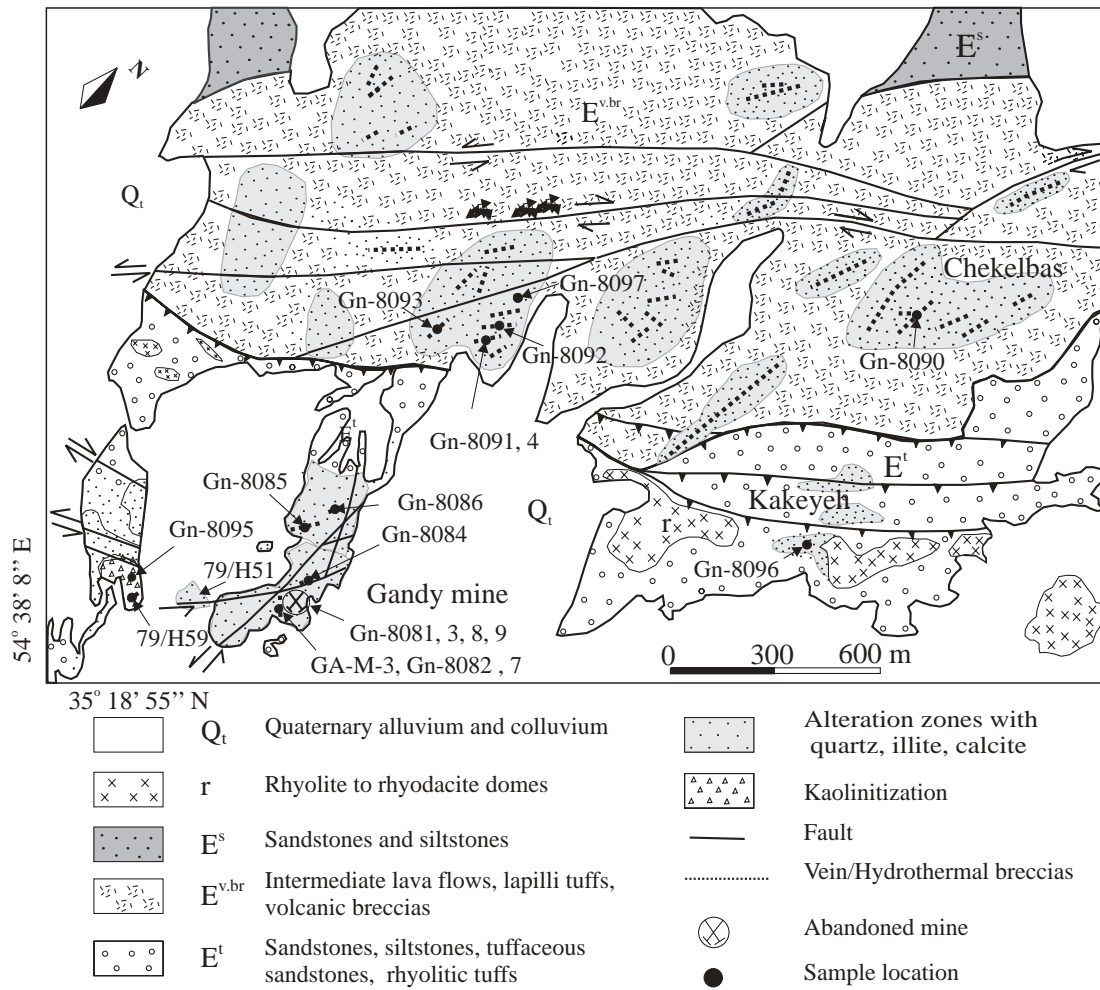 N
E^s
E^v.br
Q_t
Chekelbas
Gn-8097
Gn-8093
Gn-8092
Gn-8090
Gn-8091, 4
E^t
E^t
Gn-8085
Gn-8086
Kakeyeh
Q_t
r
Gn-8095
Gn-8084
Gn-8096
79/H51
Gandy mine
79/H59
Gn-8081, 3, 8, 9
GA-M-3, Gn-8082 , 7
0 300 600 m
54° 38’ 8’’ E
35° 18’ 55’’ N
Q_t Quaternary alluvium and colluvium
r Rhyolite to rhyodacite domes
E^s Sandstones and siltstones
E^v.br Intermediate lava flows, lapilli tuffs,
volcanic breccias
E^t Sandstones, siltstones, tuffaceous
sandstones, rhyolitic tuffs
Alteration zones with
quartz, illite, calcite
Kaolinitization
Fault
Vein/Hydrothermal breccias
Abandoned mine
Sample location